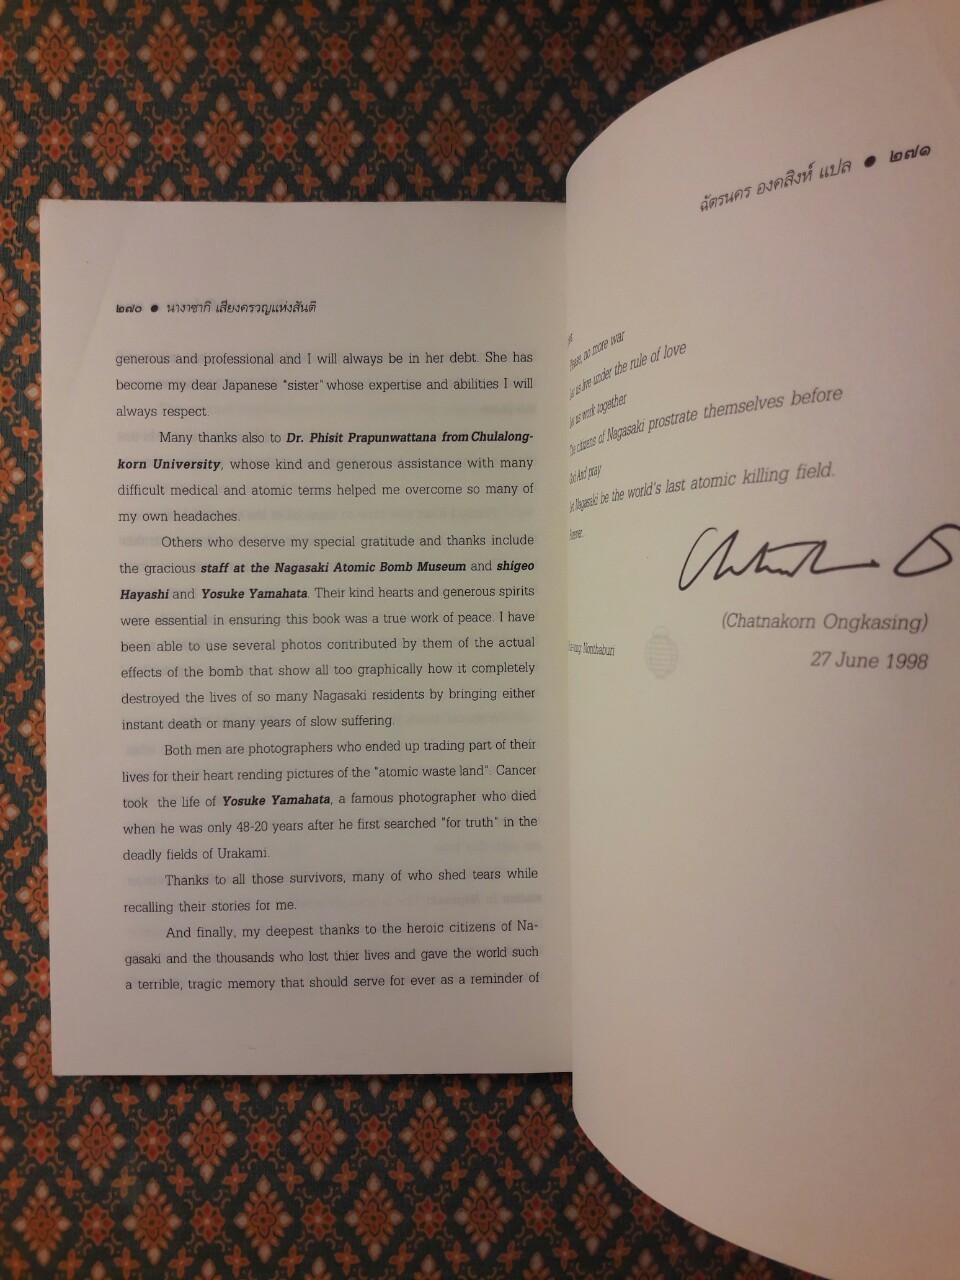 ๒๗๐ ● นางาซากิ เสียงครวญแห่งสันติ
generous and professional and I will always be in her debt. She has
become my dear Japanese "sister" whose expertise and abilities I will
always respect.
Many thanks also to Dr. Phisit Prapunwattana from Chulalong-
korn University, whose kind and generous assistance with many
difficult medical and atomic terms helped me overcome so many of
my own headaches.
Others who deserve my special gratitude and thanks include
the gracious staff at the Nagasaki Atomic Bomb Museum and shigeo
Hayashi and Yosuke Yamahata. Their kind hearts and generous spirits
were essential in ensuring this book was a true work of peace. I have
been able to use several photos contributed by them of the actual
effects of the bomb that show all too graphically how it completely
destroyed the lives of so many Nagasaki residents by bringing either
instant death or many years of slow suffering.
Both men are photographers who ended up trading part of their
lives for their heart rending pictures of the "atomic waste land". Cancer
took the life of Yosuke Yamahata, a famous photographer who died
when he was only 48-20 years after he first searched "for truth" in the
deadly fields of Urakami.
Thanks to all those survivors, many of who shed tears while
recalling their stories for me.
And finally, my deepest thanks to the heroic citizens of Na-
gasaki and the thousands who lost thier lives and gave the world such
a terrible, tragic memory that should serve for ever as a reminder of
ฉัตรนคร องคสิงห์ แปล ● ๒๗๑
Peace, no more war
Let us live under the rule of love
Let us work together
The citizens of Nagasaki prostrate themselves before
God And pray
Let Nagasaki be the world's last atomic killing field.
Forever.
(Chatnakorn Ongkasing)
27 June 1998
Nonthaburi